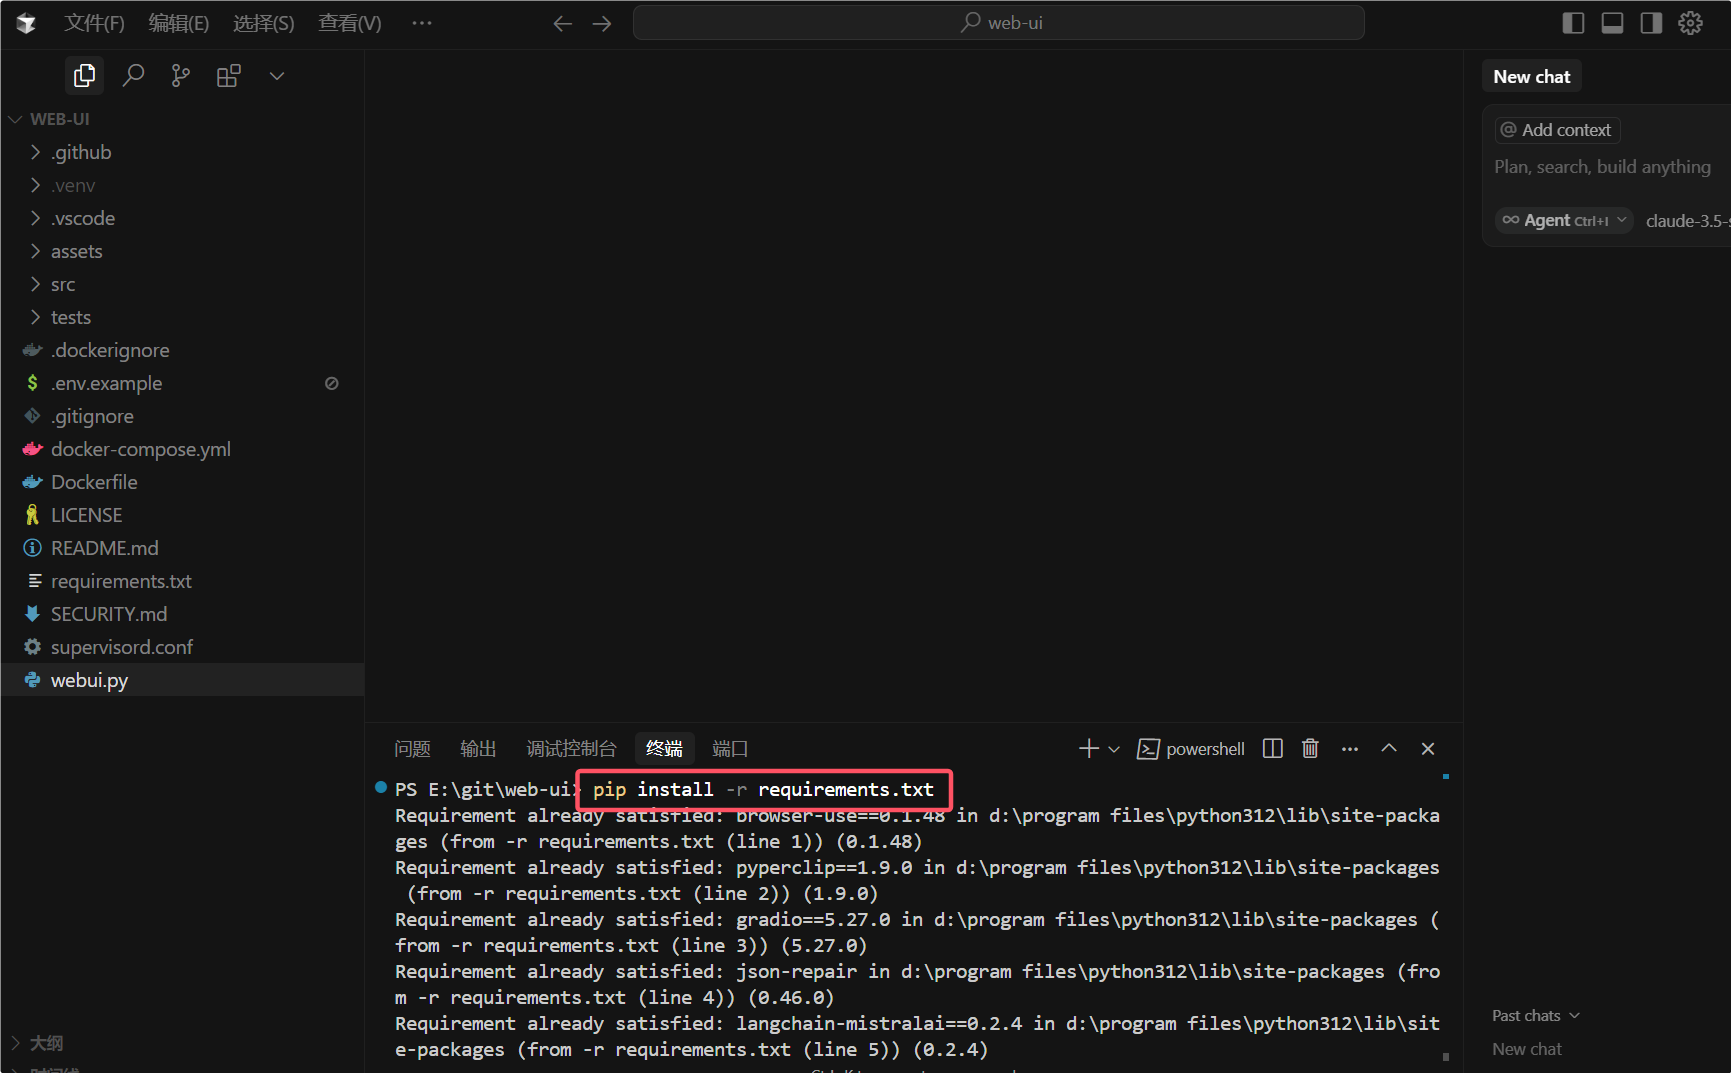 文件(F) 编辑(E) 选择(S) 查看(V) ···
web-ui
WEB-UI
.github
.venv
.vscode
assets
src
tests
.dockerignore
.env.example
.gitignore
docker-compose.yml
Dockerfile
LICENSE
README.md
requirements.txt
SECURITY.md
supervisord.conf
webui.py
大纲
问题 输出 调试控制台 终端 端口
powershell
PS E:\git\web-ui> pip install -r requirements.txt
Requirement already satisfied: browser-use==0.1.48 in d:\program files\python312\lib\site-packa
ges (from -r requirements.txt (line 1)) (0.1.48)
Requirement already satisfied: pyperclip==1.9.0 in d:\program files\python312\lib\site-packages
(from -r requirements.txt (line 2)) (1.9.0)
Requirement already satisfied: gradio==5.27.0 in d:\program files\python312\lib\site-packages (
from -r requirements.txt (line 3)) (5.27.0)
Requirement already satisfied: json-repair in d:\program files\python312\lib\site-packages (fro
m -r requirements.txt (line 4)) (0.46.0)
Requirement already satisfied: langchain-mistralai==0.2.4 in d:\program files\python312\lib\sit
e-packages (from -r requirements.txt (line 5)) (0.2.4)
New chat
@ Add context
Plan, search, build anything
∞ Agent Ctrl+I claude-3.5-s
Past chats
New chat